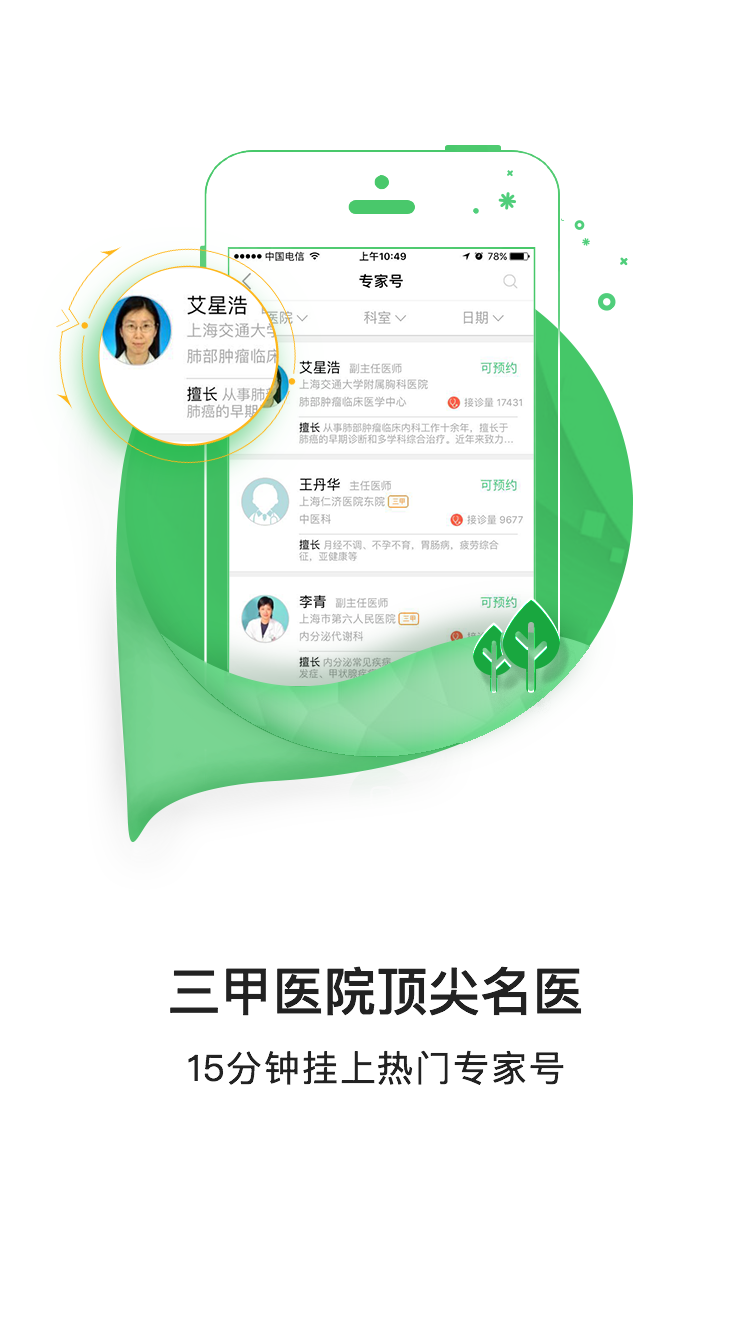 中国电信 上午10:49 78%
专家号
医院 科室 日期
艾星浩
上海交通大学
肺部肿瘤临床
擅长 从事肺
肺癌的早期
艾星浩 副主任医师 可预约
上海交通大学附属胸科医院
肺部肿瘤临床医学中心 接诊量 17431
擅长 从事肺部肿瘤临床内科工作十余年，擅长于
肺癌的早期诊断和多学科综合治疗。近年来致力...
王丹华 主任医师 可预约
上海仁济医院东院 三甲
中医科 接诊量 9677
擅长 月经不调、不孕不育，胃肠病，疲劳综合
征，亚健康等
李青 副主任医师 可预约
上海市第六人民医院 三甲
内分泌代谢科 接
擅长 内分泌常见疾病
发症、甲状腺
三甲医院顶尖名医
15分钟挂上热门专家号